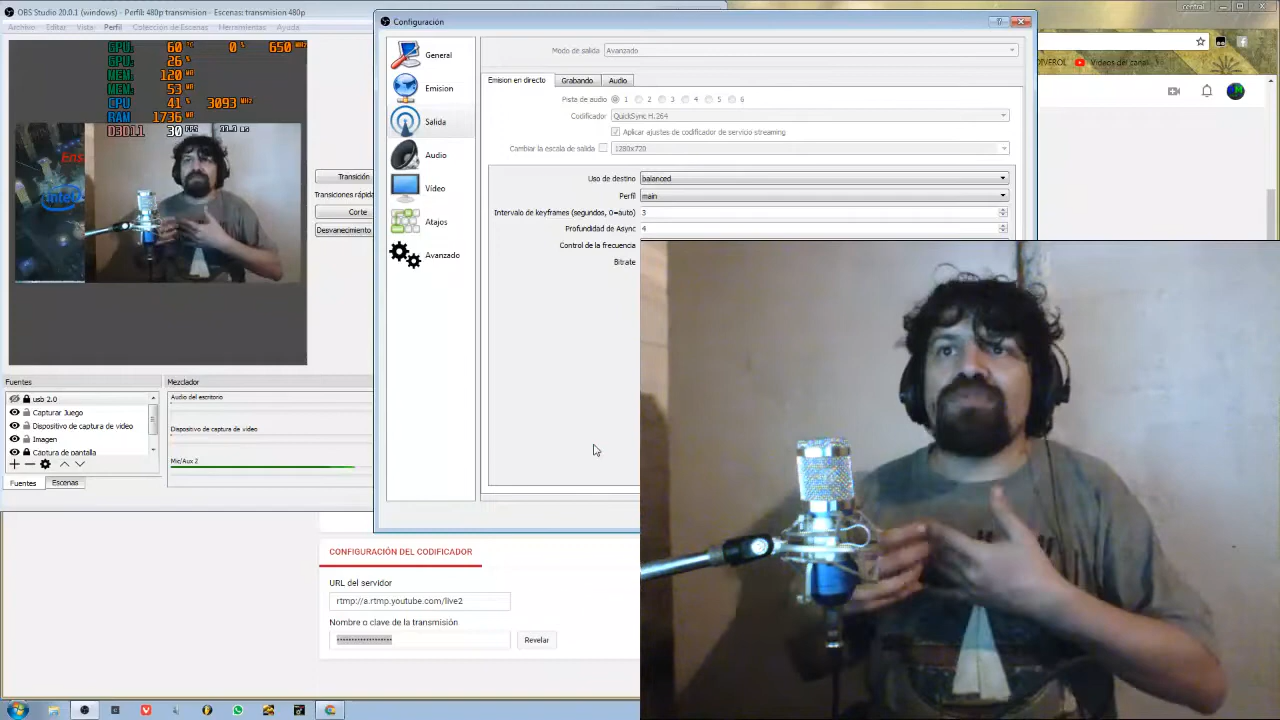 OBS Studio 20.0.1 (windows) - Perfil: 480p transmision - Escenas: transmision 480p
Archivo Editar Vista Perfil Colección de Escenas Herramientas Ayuda
GPU: 60 °C 0 % 650 MHz
GPU: 26 %
MEM: 120 MB
MEM: 53 MB
CPU 41 % 3093 MHz
RAM 1736 MB
D3D11 30 FPS
Ens
intel
Transición
Transiciones rápida
Corte
Desvanecimiento
Fuentes
usb 2.0
Capturar Juego
Dispositivo de captura de video
Imagen
Captura de pantalla
Fuentes Escenas
Mezclador
Audio del escritorio
Dispositivo de captura de video
Mic/Aux 2
Configuración
General
Emision
Salida
Audio
Vídeo
Atajos
Avanzado
Modo de salida Avanzado
Emision en directo Grabando Audio
Pista de audio 1 2 3 4 5 6
Codificador QuickSync H.264
Aplicar ajustes de codificador de servicio streaming
Cambiar la escala de salida 1280x720
Uso de destino balanced
Perfil main
Intervalo de keyframes (segundos, 0=auto) 3
Profundidad de Async 4
Control de la frecuencia
Bitrate
central
DIVEROL Videos del canal
CONFIGURACIÓN DEL CODIFICADOR
URL del servidor
rtmp://a.rtmp.youtube.com/live2
Nombre o clave de la transmisión
Revelar